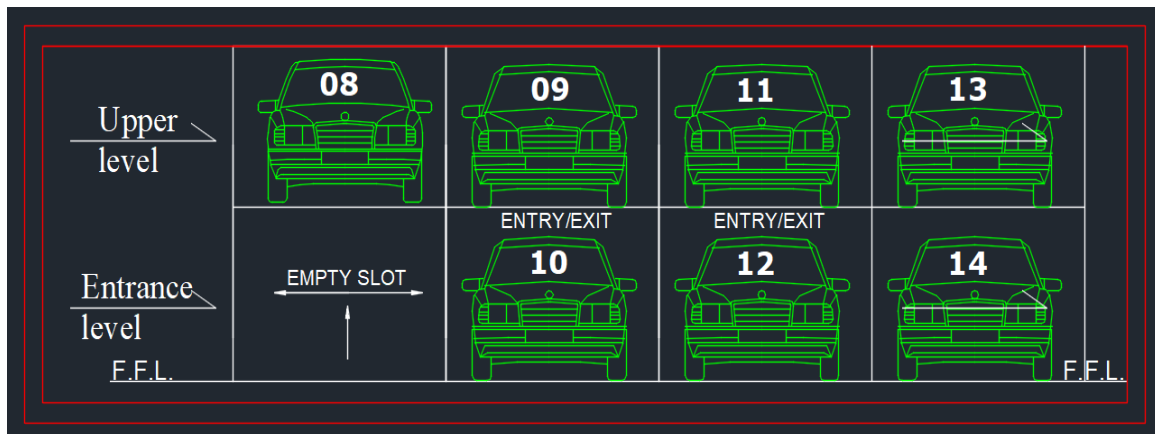 08
09
11
13
Upper
level
ENTRY/EXIT
ENTRY/EXIT
10
12
14
EMPTY SLOT
Entrance
level
F.F.L.
F.F.L.